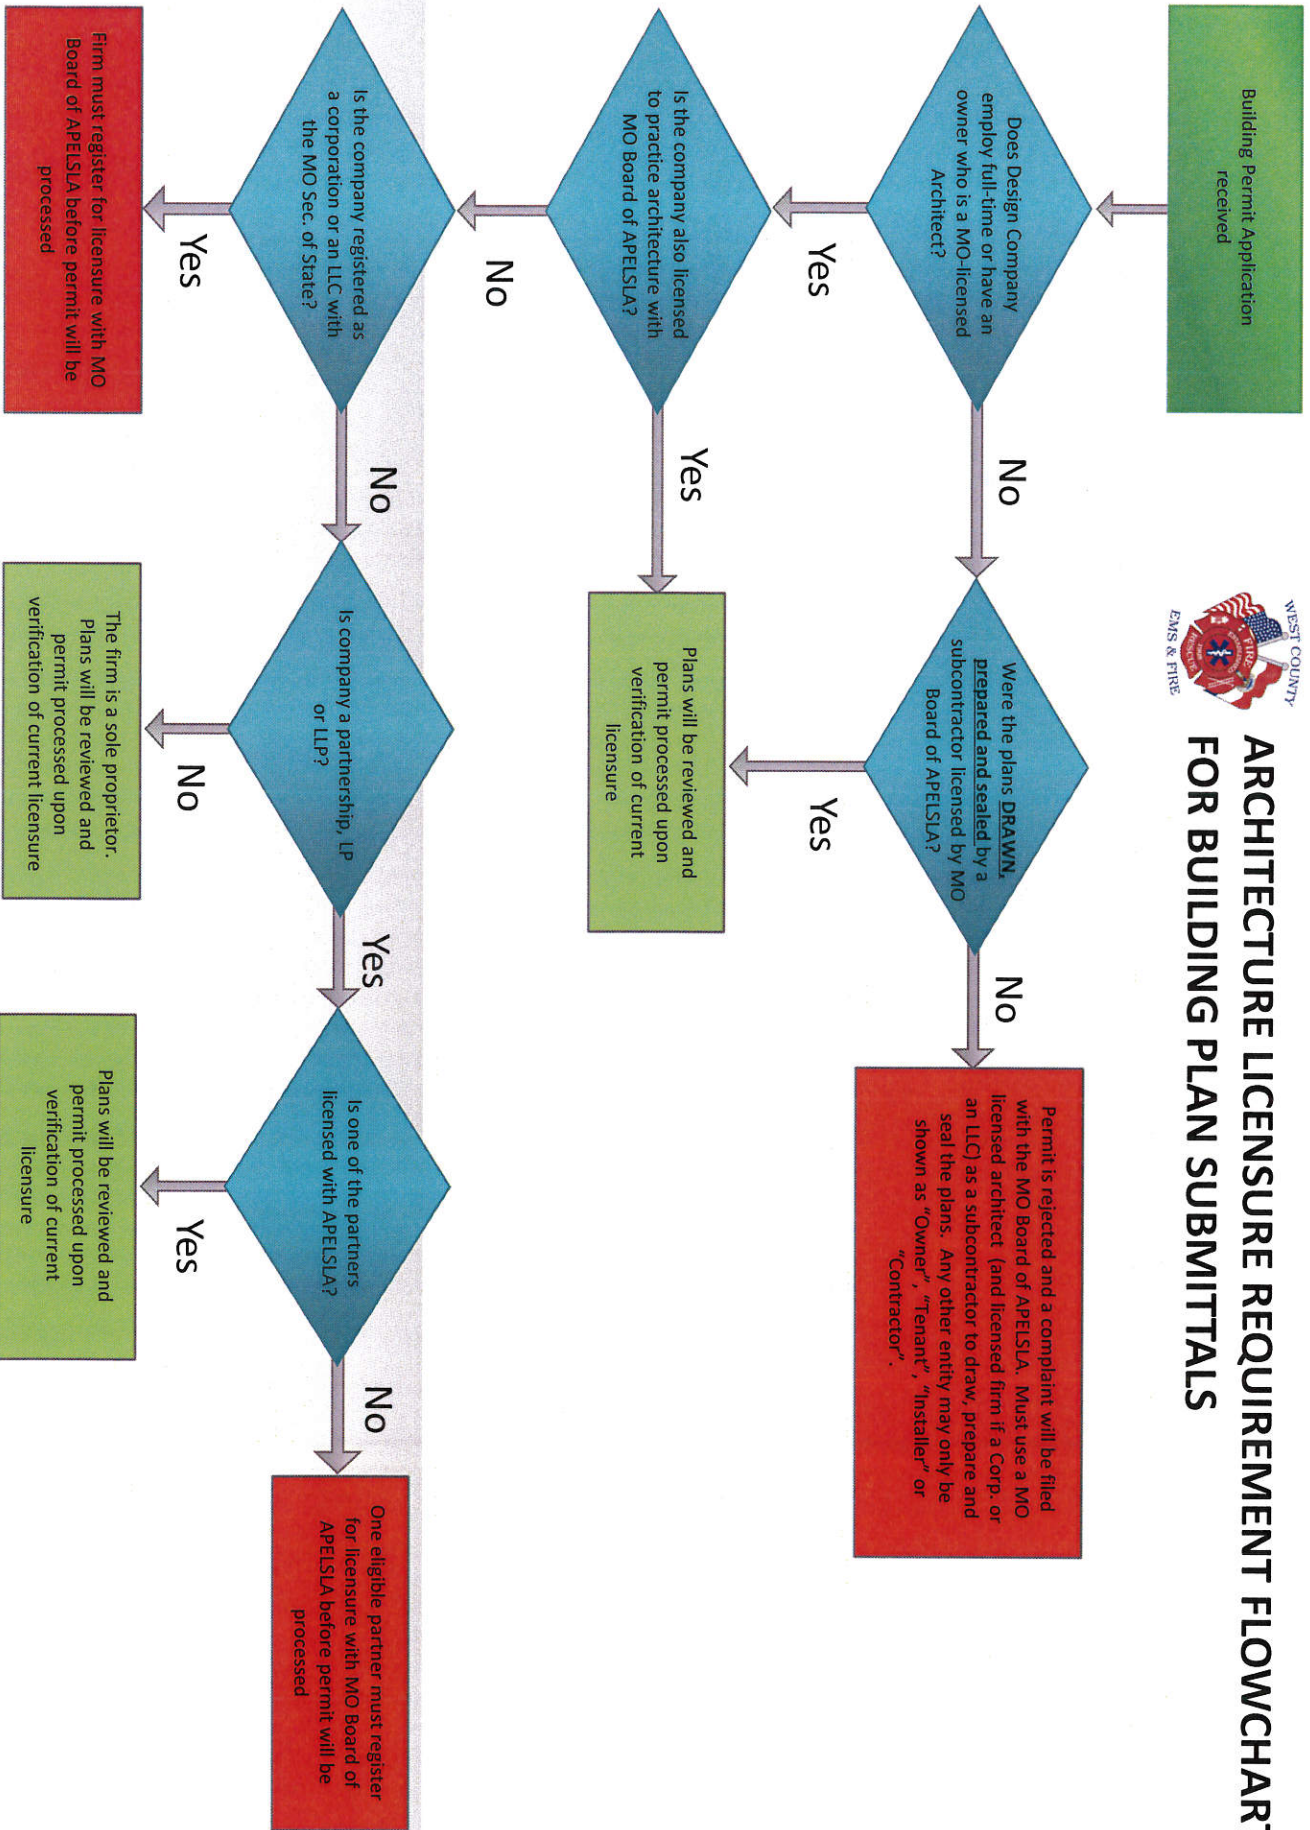 WEST COUNTY
FIRE
RESCUE
EMS & FIRE
ARCHITECTURE LICENSURE REQUIREMENT FLOWCHART
FOR BUILDING PLAN SUBMITTALS
Building Permit Application
received
Does Design Company
employ full-time or have an
owner who is a MO-licensed
Architect?
No
Were the plans DRAWN,
prepared and sealed by a
subcontractor licensed by MO
Board of APELSLA?
No
Permit is rejected and a complaint will be filed
with the MO Board of APELSLA. Must use a MO
licensed architect (and licensed firm if a Corp. or
an LLC) as a subcontractor to draw, prepare and
seal the plans. Any other entity may only be
shown as "Owner", "Tenant", "Installer" or
"Contractor".
Yes
Yes
Is the company also licensed
to practice architecture with
MO Board of APELSLA?
Yes
Plans will be reviewed and
permit processed upon
verification of current
licensure
No
Is the company registered as
a corporation or an LLC with
the MO Sec. of State?
No
Is company a partnership, LP
or LLP?
Yes
Is one of the partners
licensed with APELSLA?
No
One eligible partner must register
for licensure with MO Board of
APELSLA before permit will be
processed
Yes
No
Yes
Firm must register for licensure with MO
Board of APELSLA before permit will be
processed
The firm is a sole proprietor.
Plans will be reviewed and
permit processed upon
verification of current licensure
Plans will be reviewed and
permit processed upon
verification of current
licensure